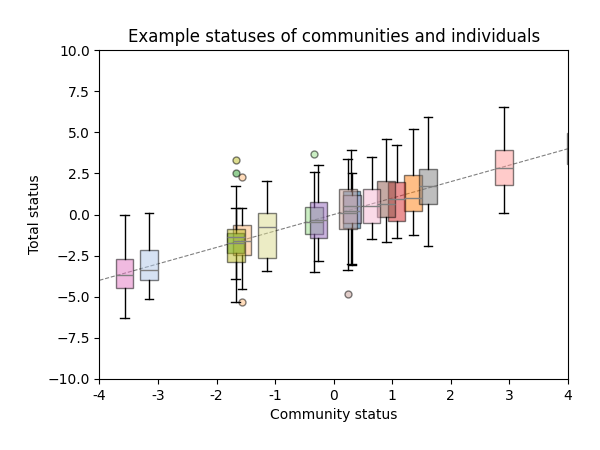 Example statuses of communities and individuals
10.0
7.5
5.0
2.5
0.0
−2.5
−5.0
−7.5
−10.0
Total status
-4 -3 -2 -1 0 1 2 3 4
Community status